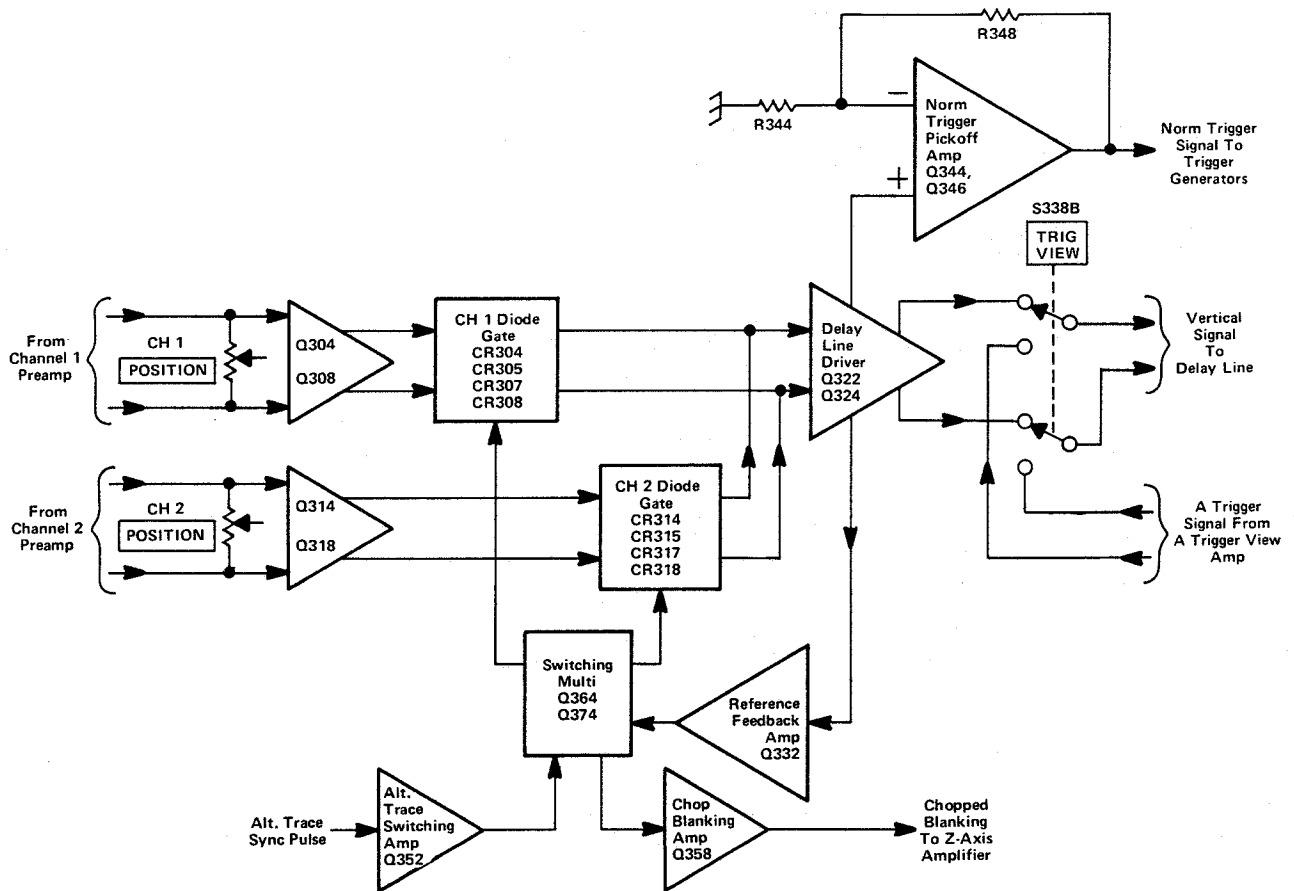 R348
R344
−
+
Norm
Trigger
Pickoff
Amp
Q344,
Q346
Norm Trigger
Signal To
Trigger
Generators
S338B
TRIG
VIEW
From
Channel 1
Preamp
CH 1
POSITION
Q304
Q308
CH 1 Diode
Gate
CR304
CR305
CR307
CR308
Delay
Line
Driver
Q322
Q324
Vertical
Signal
To
Delay Line
From
Channel 2
Preamp
CH 2
POSITION
Q314
Q318
CH 2 Diode
Gate
CR314
CR315
CR317
CR318
A Trigger
Signal From
A Trigger View
Amp
Switching
Multi
Q364
Q374
Reference
Feedback
Amp
Q332
Alt. Trace
Sync Pulse
Alt.
Trace
Switching
Amp
Q352
Chop
Blanking
Amp
Q358
Chopped
Blanking
To Z-Axis
Amplifier